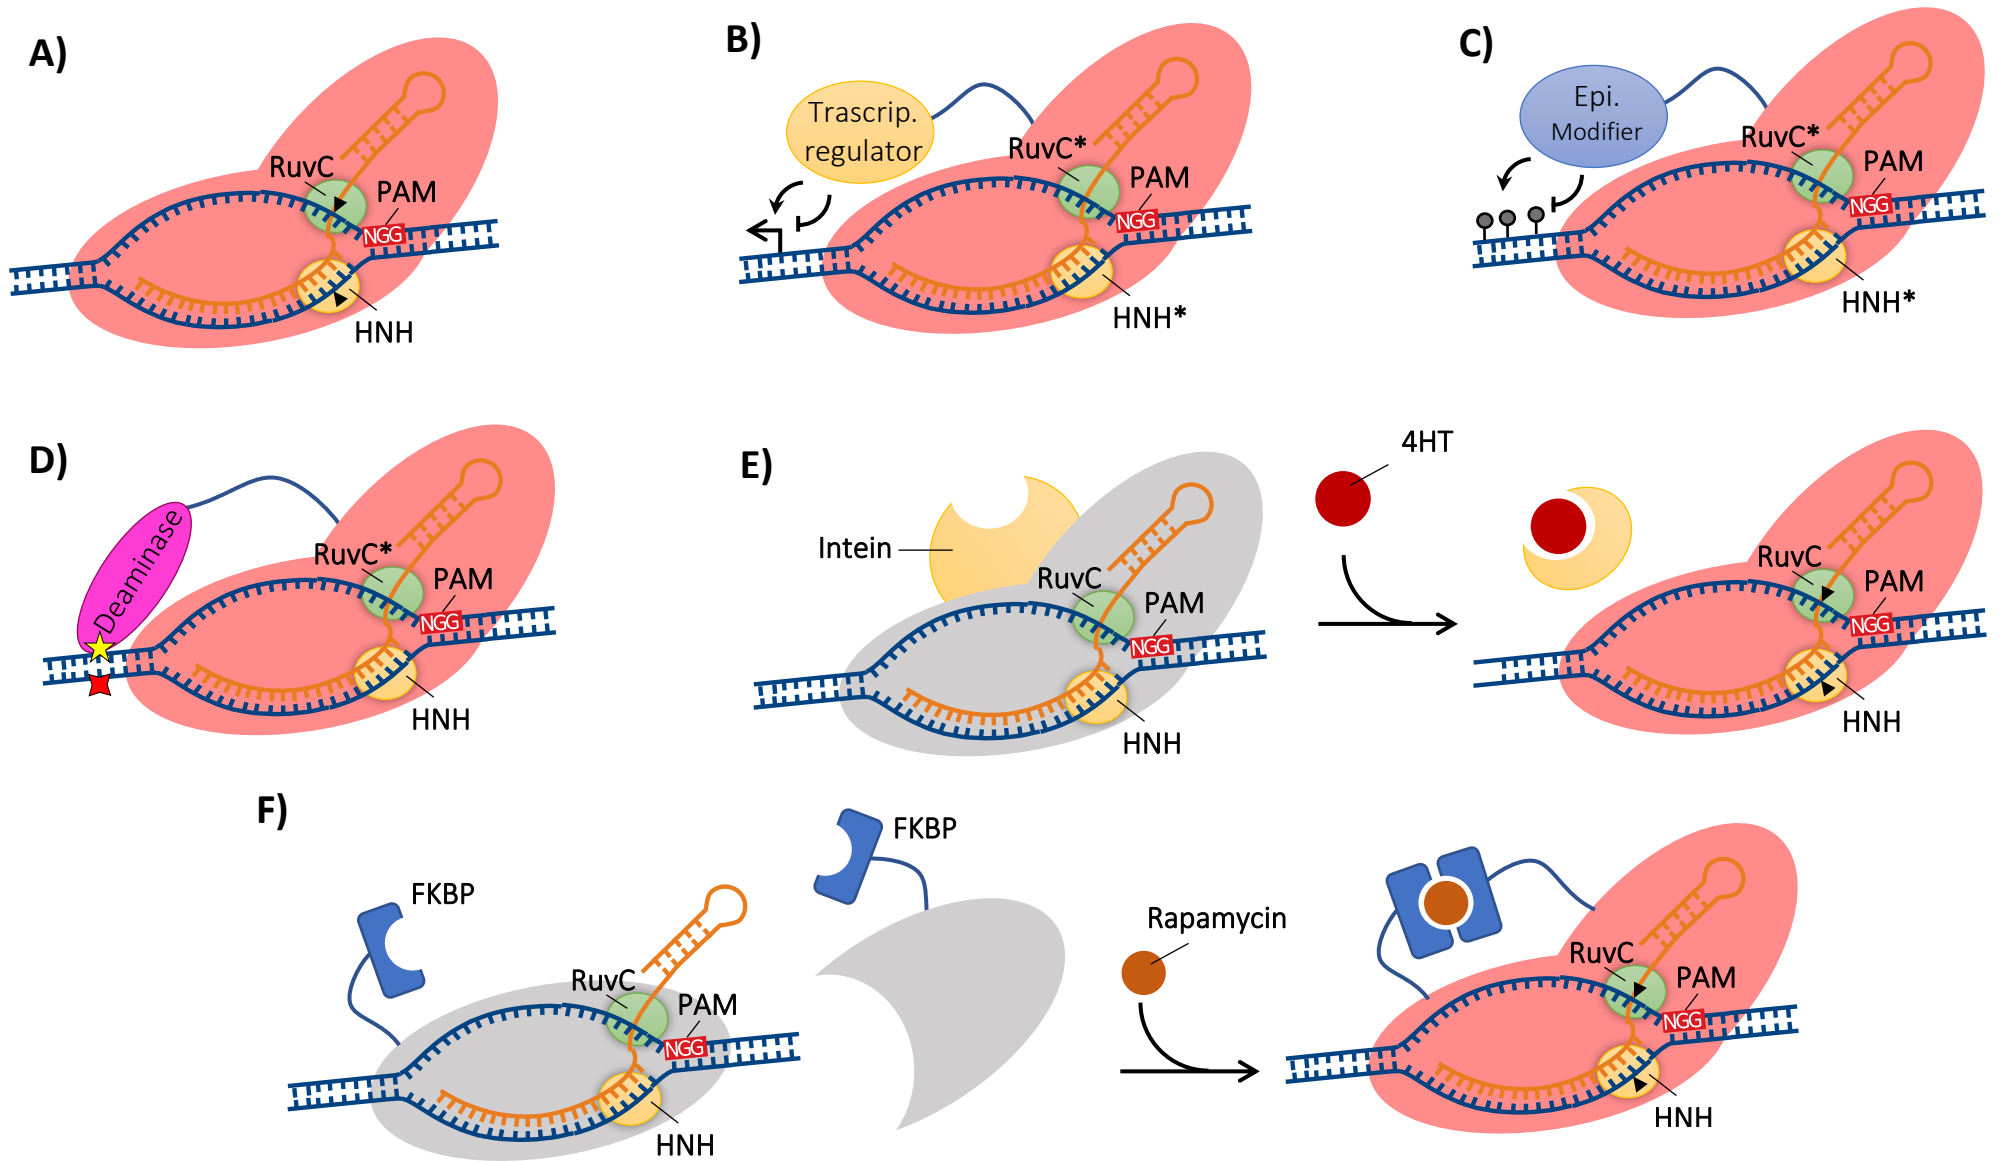 A)
RuvC
PAM
NGG
HNH
B)
Trascrip.
regulator
RuvC*
PAM
NGG
HNH*
C)
Epi.
Modifier
RuvC*
PAM
NGG
HNH*
D)
Deaminase
RuvC*
PAM
NGG
HNH
E)
Intein
RuvC
PAM
NGG
HNH
4HT
RuvC
PAM
NGG
HNH
F)
FKBP
RuvC
PAM
NGG
HNH
FKBP
Rapamycin
RuvC
PAM
NGG
HNH